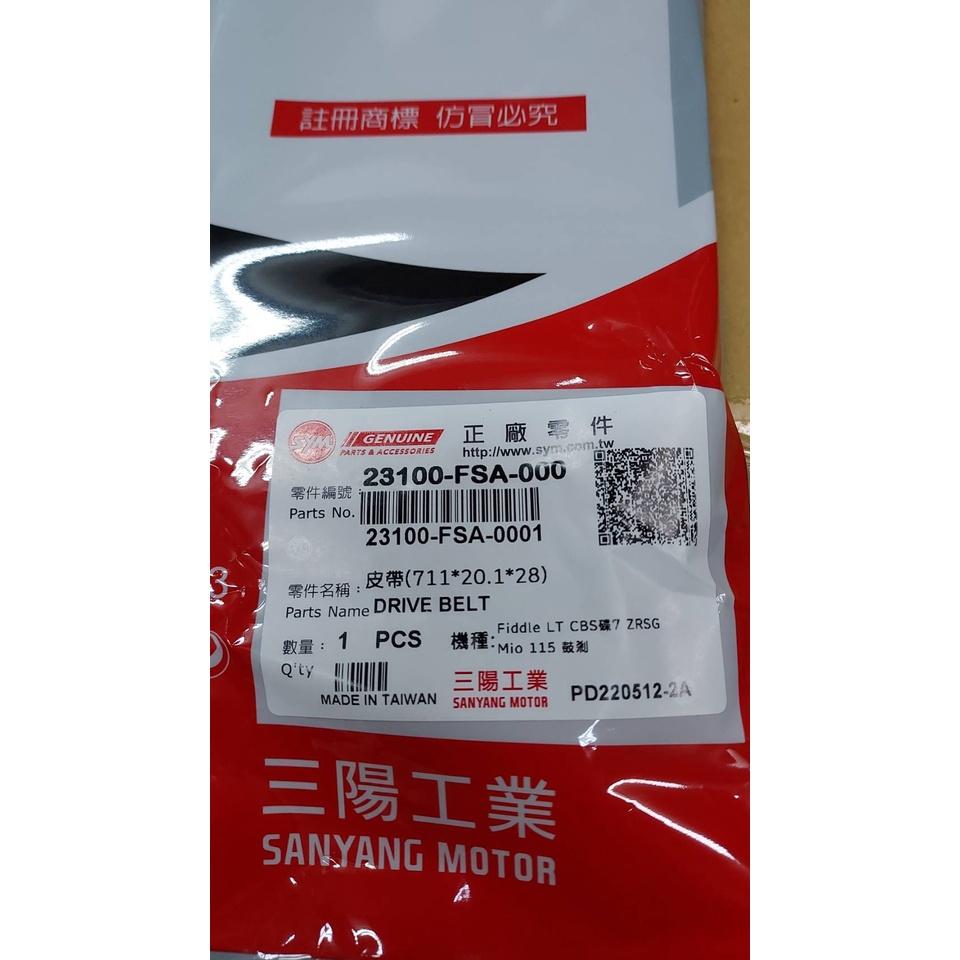 註冊商標 仿冒必究
SYM GENUINE 正廠零件
PARTS & ACCESSORIES http://www.sym.com.tw
零件編號: 23100-FSA-000
Parts No.
23100-FSA-0001
零件名稱: 皮帶(711*20.1*28)
Parts Name DRIVE BELT
數量: 1 PCS 機種: Fiddle LT CBS碟7 ZRSG
Q'ty Mio 115 鼓剎
MADE IN TAIWAN 三陽工業 PD220512-2A
SANYANG MOTOR
三陽工業
SANYANG MOTOR